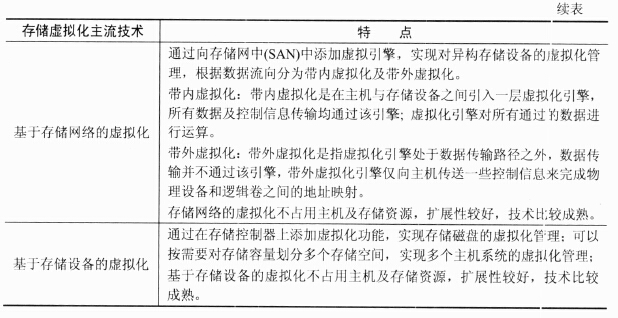 续表
存储虚拟化主流技术 特 点
通过向存储网中(SAN)中添加虚拟引擎，实现对异构存储设备的虚拟化管
理，根据数据流向分为带内虚拟化及带外虚拟化。
带内虚拟化：带内虚拟化是在主机与存储设备之间引入一层虚拟化引擎，
所有数据及控制信息传输均通过该引擎；虚拟化引擎对所有通过的数据进
行运算。
基于存储网络的虚拟化
带外虚拟化：带外虚拟化是指虚拟化引擎处于数据传输路径之外，数据传
输并不通过该引擎，带外虚拟化引擎仅向主机传送一些控制信息来完成物
理设备和逻辑卷之间的地址映射。
存储网络的虚拟化不占用主机及存储资源，扩展性较好，技术比较成熟。
通过在存储控制器上添加虚拟化功能，实现存储磁盘的虚拟化管理；可以
按需要对存储容量划分多个存储空间，实现多个主机系统的虚拟化管理；
基于存储设备的虚拟化
基于存储设备的虚拟化不占用主机及存储资源，扩展性较好，技术比较
成熟。